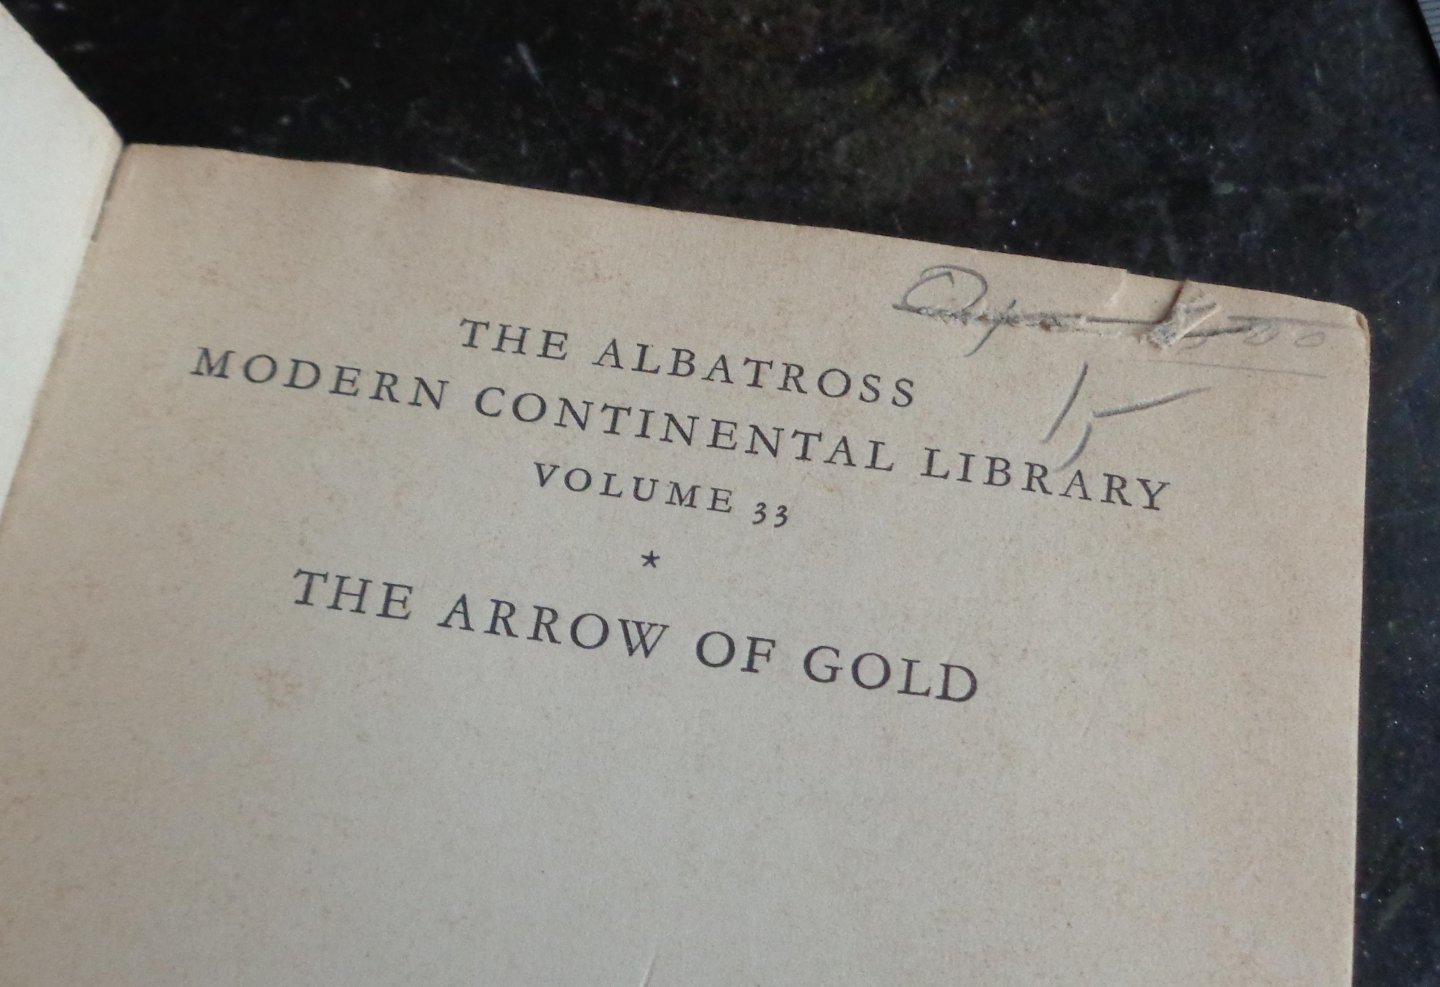 THE ALBATROSS
MODERN CONTINENTAL LIBRARY
VOLUME 33
*
THE ARROW OF GOLD